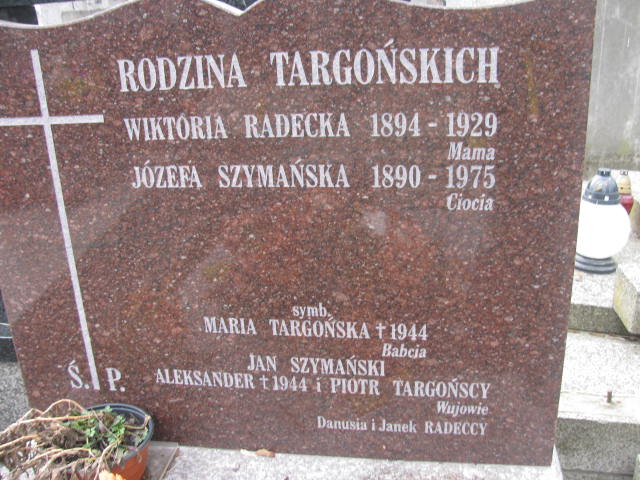 RODZINA TARGOŃSKICH
WIKTORIA RADECKA 1894 - 1929
Mama
JÓZEFA SZYMAŃSKA 1890 - 1975
Ciocia
symb.
MARIA TARGOŃSKA † 1944
Babcia
JAN SZYMAŃSKI
Ś. P. ALEKSANDER † 1944 i PIOTR TARGOŃSCY
Wujowie
Danusia i Janek RADECCY